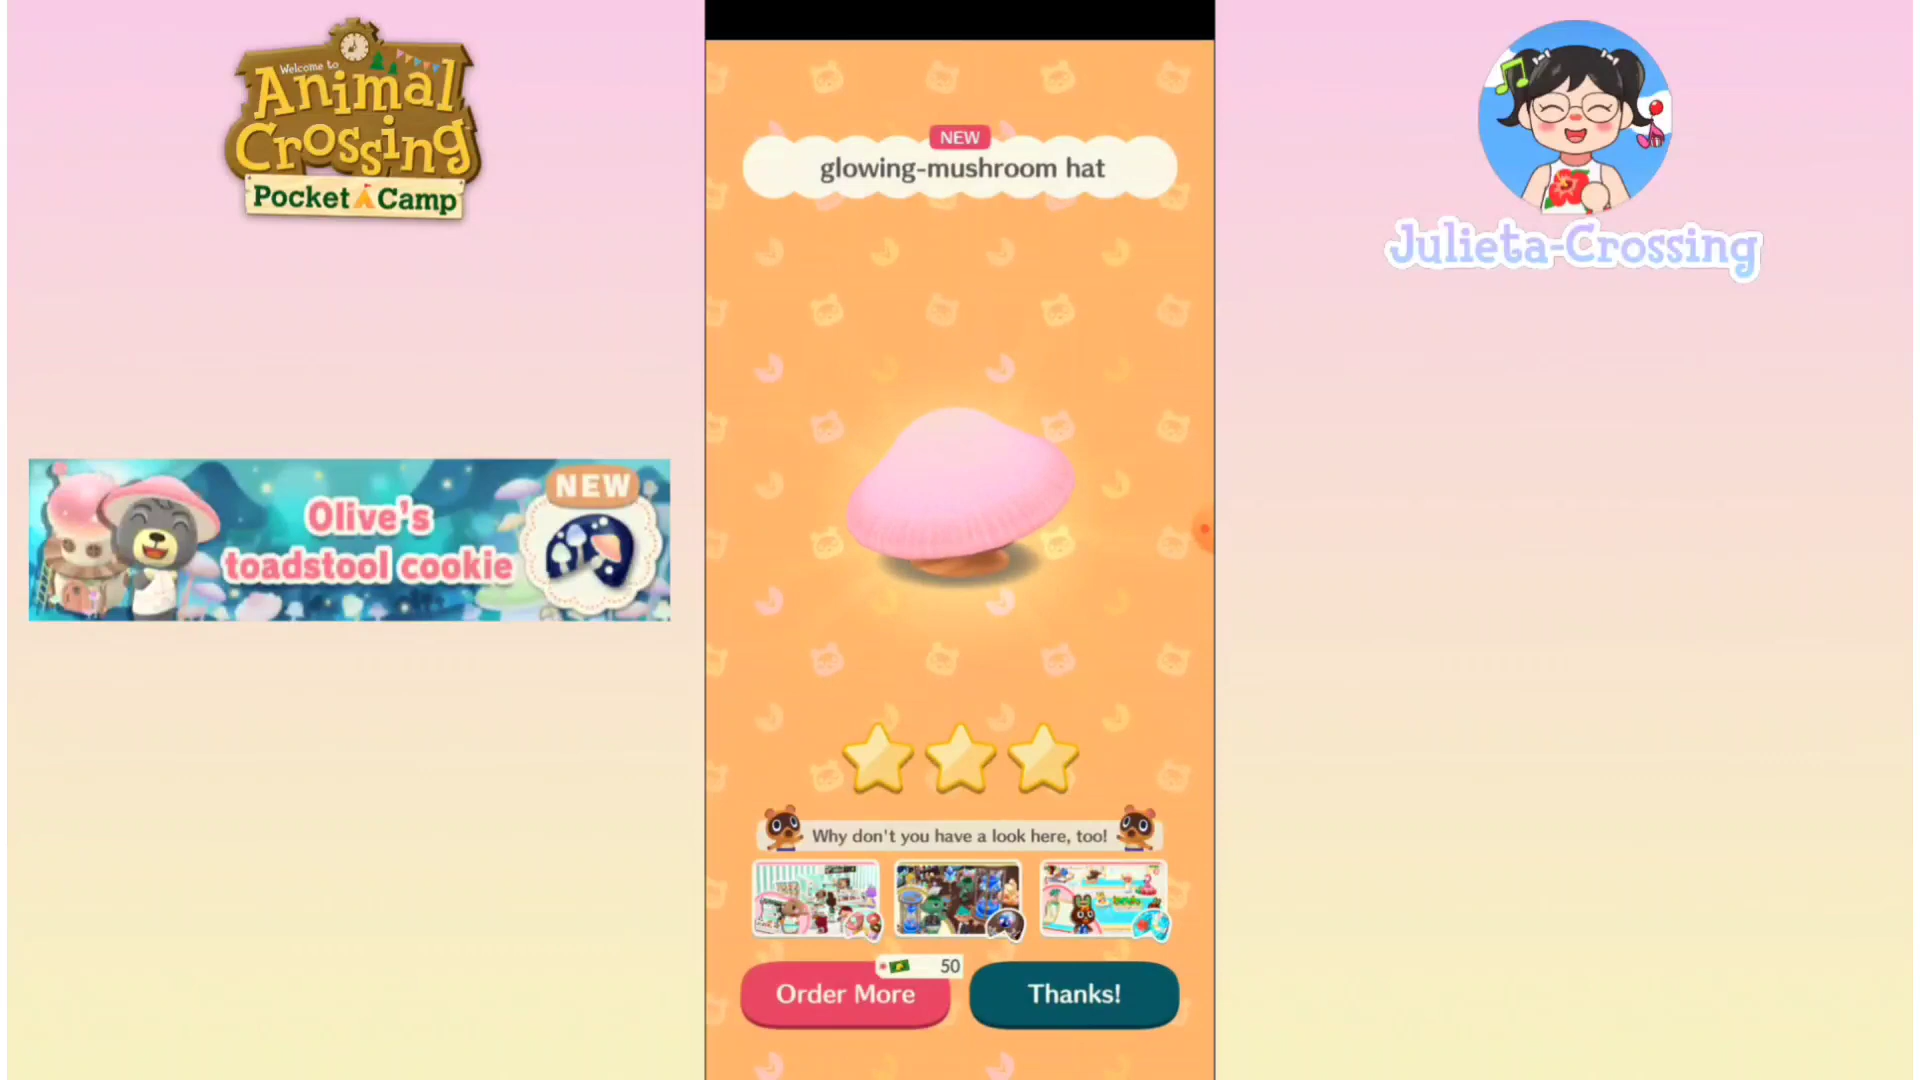 Welcome to
Animal
Crossing
Pocket Camp
Julieta-Crossing
NEW
glowing-mushroom hat
NEW
Olive's
toadstool cookie
Why don't you have a look here, too!
50
Order More
Thanks!